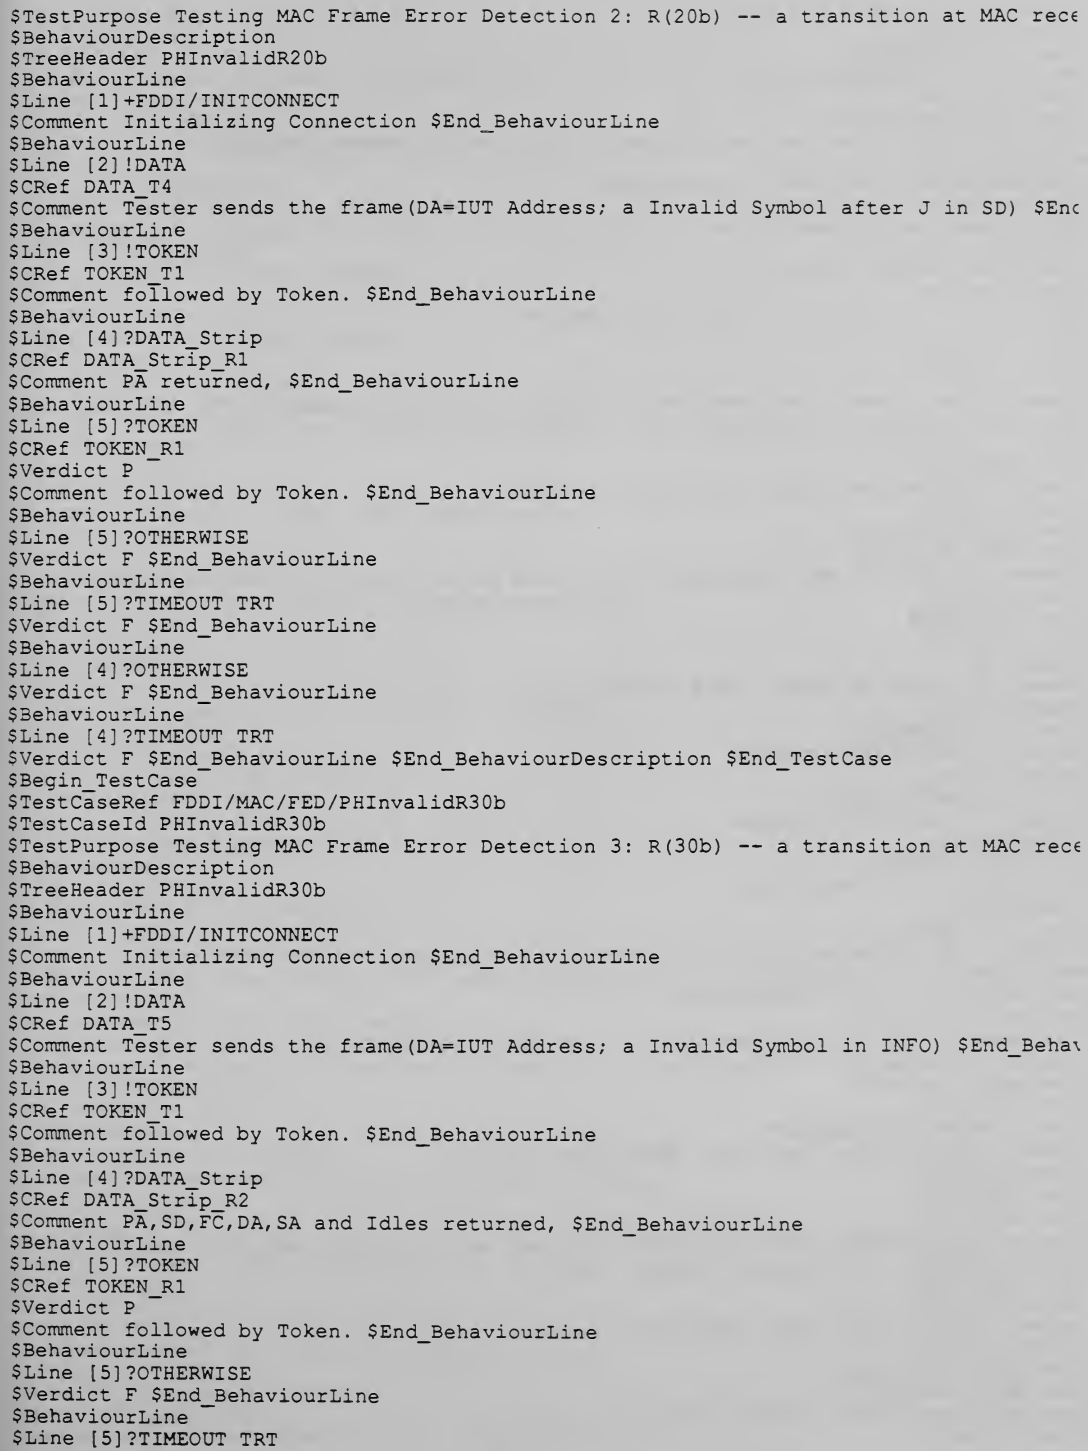 $TestPurpose Testing MAC Frame Error Detection 2: R(20b) -- a transition at MAC rece
$BehaviourDescription
$TreeHeader PHInvalidR20b
$BehaviourLine
$Line [1]+FDDI/INITCONNECT
$Comment Initializing Connection $End_BehaviourLine
$BehaviourLine
$Line [2]!DATA
$CRef DATA_T4
$Comment Tester sends the frame(DA=IUT Address; a Invalid Symbol after J in SD) $End
$BehaviourLine
$Line [3]!TOKEN
$CRef TOKEN_T1
$Comment followed by Token. $End_BehaviourLine
$BehaviourLine
$Line [4]?DATA_Strip
$CRef DATA_Strip_R1
$Comment PA returned, $End_BehaviourLine
$BehaviourLine
$Line [5]?TOKEN
$CRef TOKEN_R1
$Verdict P
$Comment followed by Token. $End_BehaviourLine
$BehaviourLine
$Line [5]?OTHERWISE
$Verdict F $End_BehaviourLine
$BehaviourLine
$Line [5]?TIMEOUT TRT
$Verdict F $End_BehaviourLine
$BehaviourLine
$Line [4]?OTHERWISE
$Verdict F $End_BehaviourLine
$BehaviourLine
$Line [4]?TIMEOUT TRT
$Verdict F $End_BehaviourLine $End_BehaviourDescription $End_TestCase
$Begin_TestCase
$TestCaseRef FDDI/MAC/FED/PHInvalidR30b
$TestCaseId PHInvalidR30b
$TestPurpose Testing MAC Frame Error Detection 3: R(30b) -- a transition at MAC rece
$BehaviourDescription
$TreeHeader PHInvalidR30b
$BehaviourLine
$Line [1]+FDDI/INITCONNECT
$Comment Initializing Connection $End_BehaviourLine
$BehaviourLine
$Line [2]!DATA
$CRef DATA_T5
$Comment Tester sends the frame(DA=IUT Address; a Invalid Symbol in INFO) $End_Behav
$BehaviourLine
$Line [3]!TOKEN
$CRef TOKEN_T1
$Comment followed by Token. $End_BehaviourLine
$BehaviourLine
$Line [4]?DATA_Strip
$CRef DATA_Strip_R2
$Comment PA,SD,FC,DA,SA and Idles returned, $End_BehaviourLine
$BehaviourLine
$Line [5]?TOKEN
$CRef TOKEN_R1
$Verdict P
$Comment followed by Token. $End_BehaviourLine
$BehaviourLine
$Line [5]?OTHERWISE
$Verdict F $End_BehaviourLine
$BehaviourLine
$Line [5]?TIMEOUT TRT